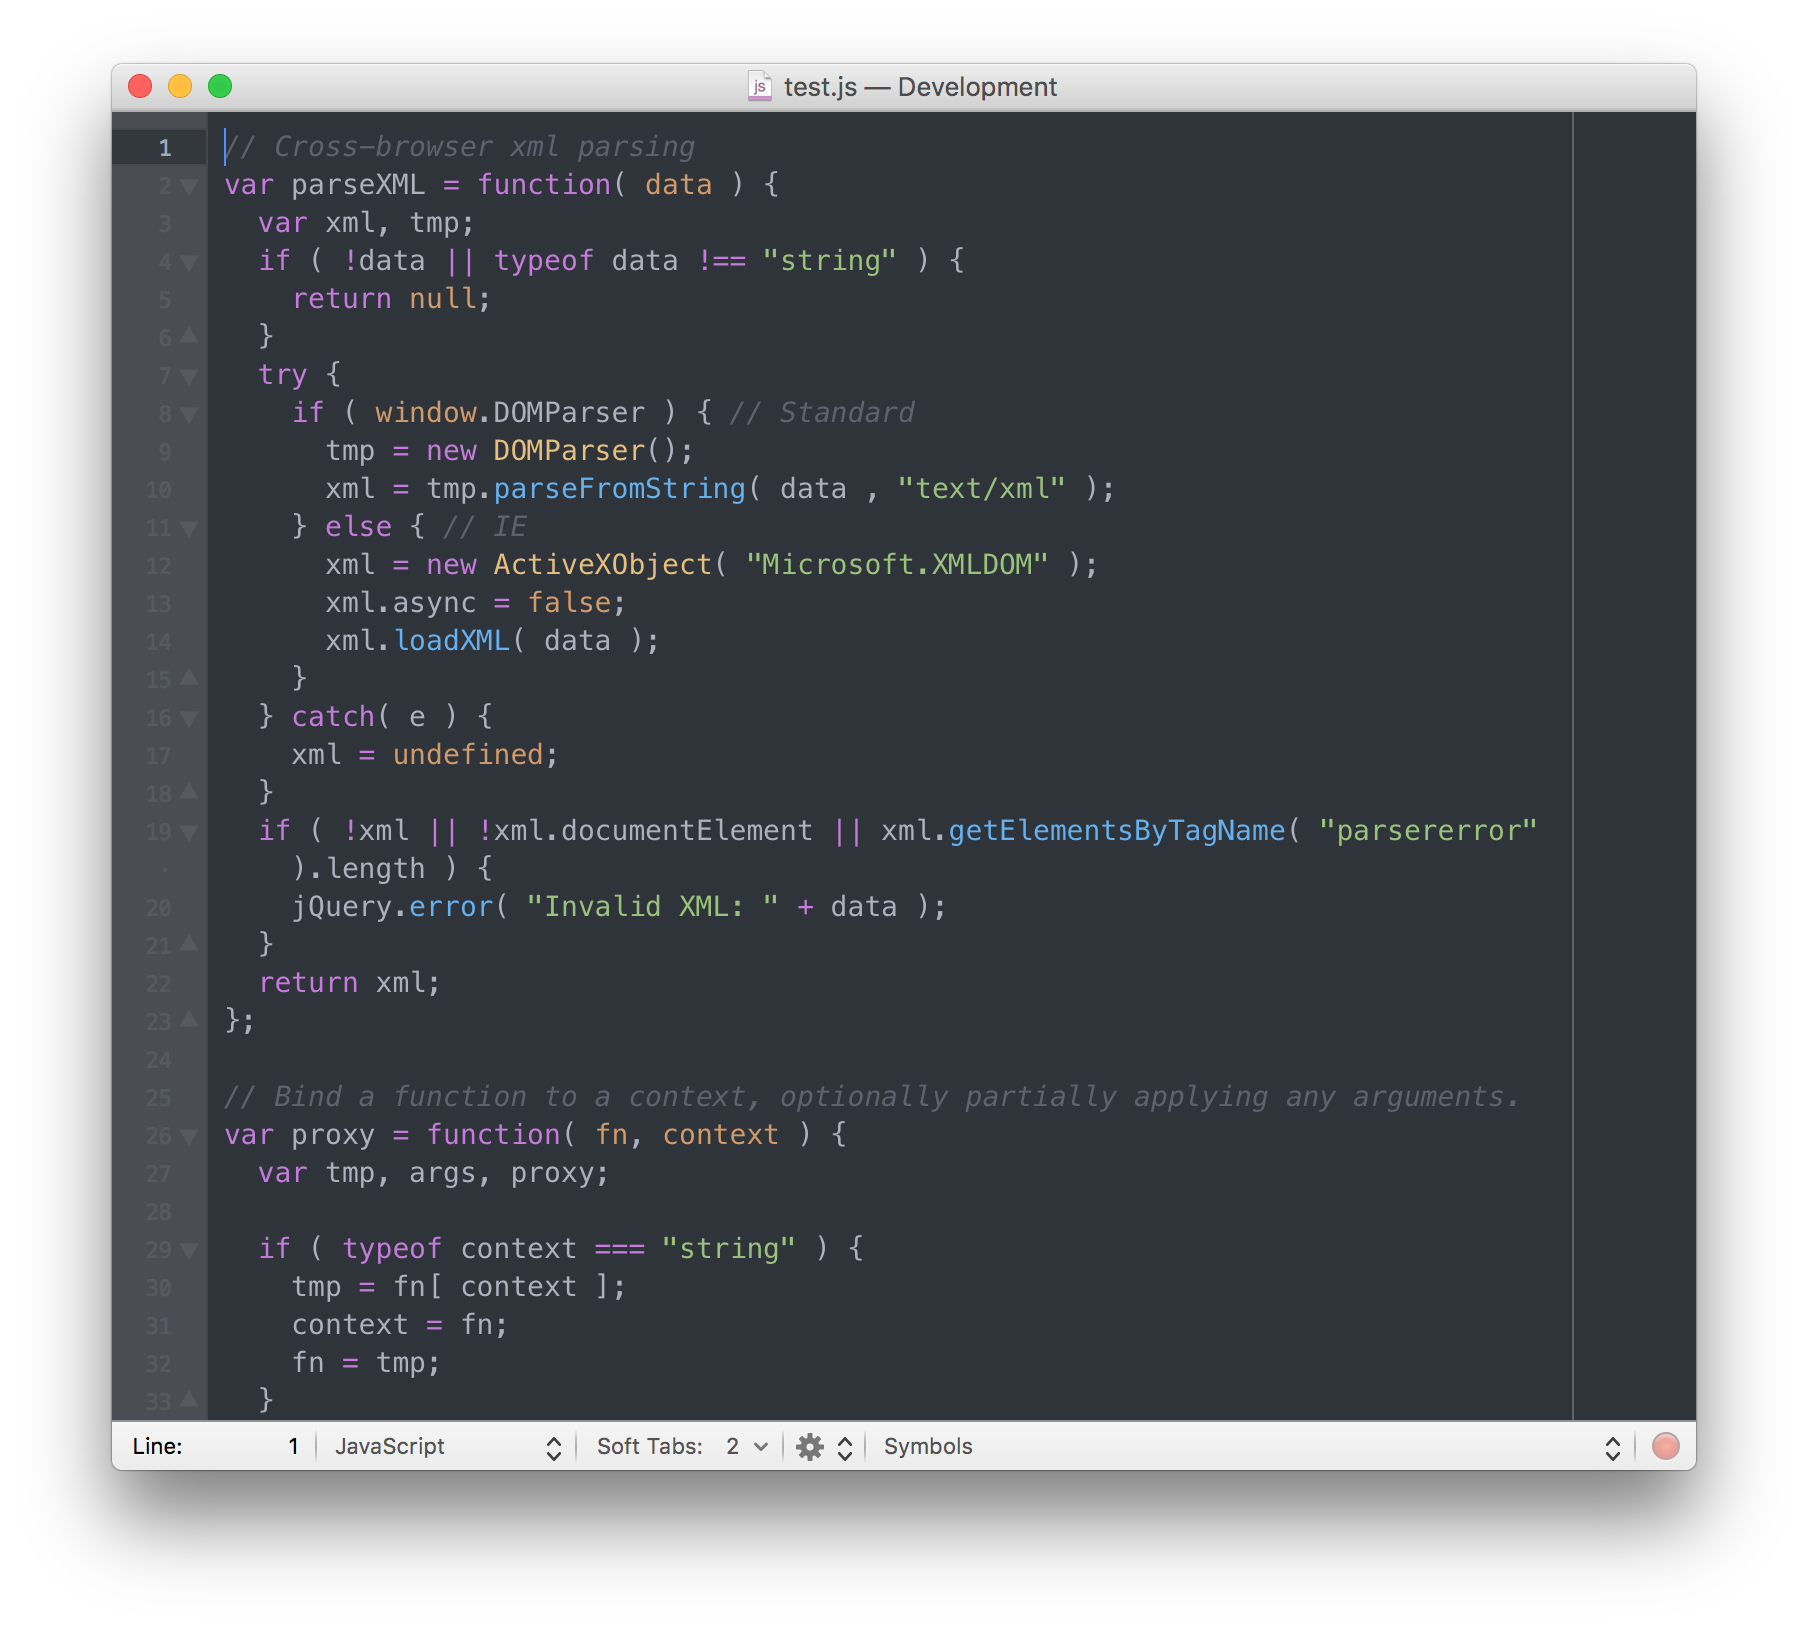 js test.js — Development
1 // Cross-browser xml parsing
2 var parseXML = function( data ) {
3 var xml, tmp;
4 if ( !data || typeof data !== "string" ) {
5 return null;
6 }
7 try {
8 if ( window.DOMParser ) { // Standard
9 tmp = new DOMParser();
10 xml = tmp.parseFromString( data , "text/xml" );
11 } else { // IE
12 xml = new ActiveXObject( "Microsoft.XMLDOM" );
13 xml.async = false;
14 xml.loadXML( data );
15 }
16 } catch( e ) {
17 xml = undefined;
18 }
19 if ( !xml || !xml.documentElement || xml.getElementsByTagName( "parsererror"
· ).length ) {
20 jQuery.error( "Invalid XML: " + data );
21 }
22 return xml;
23 };
24
25 // Bind a function to a context, optionally partially applying any arguments.
26 var proxy = function( fn, context ) {
27 var tmp, args, proxy;
28
29 if ( typeof context === "string" ) {
30 tmp = fn[ context ];
31 context = fn;
32 fn = tmp;
33 }
Line: 1 JavaScript Soft Tabs: 2 Symbols